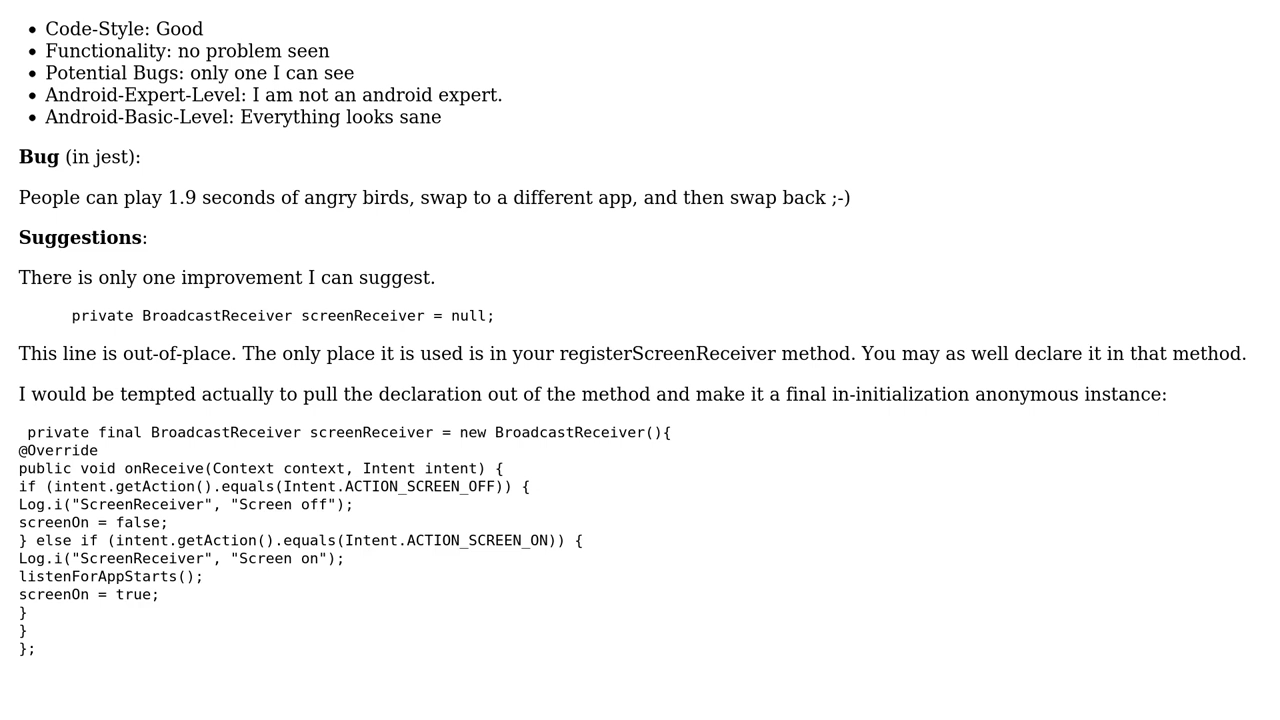 Code-Style: Good
Functionality: no problem seen
Potential Bugs: only one I can see
Android-Expert-Level: I am not an android expert.
Android-Basic-Level: Everything looks sane
Bug (in jest):
People can play 1.9 seconds of angry birds, swap to a different app, and then swap back ;-)
Suggestions:
There is only one improvement I can suggest.
private BroadcastReceiver screenReceiver = null;
This line is out-of-place. The only place it is used is in your registerScreenReceiver method. You may as well declare it in that method.
I would be tempted actually to pull the declaration out of the method and make it a final in-initialization anonymous instance:
private final BroadcastReceiver screenReceiver = new BroadcastReceiver(){
@Override
public void onReceive(Context context, Intent intent) {
if (intent.getAction().equals(Intent.ACTION_SCREEN_OFF)) {
Log.i("ScreenReceiver", "Screen off");
screenOn = false;
} else if (intent.getAction().equals(Intent.ACTION_SCREEN_ON)) {
Log.i("ScreenReceiver", "Screen on");
listenForAppStarts();
screenOn = true;
}
}
};